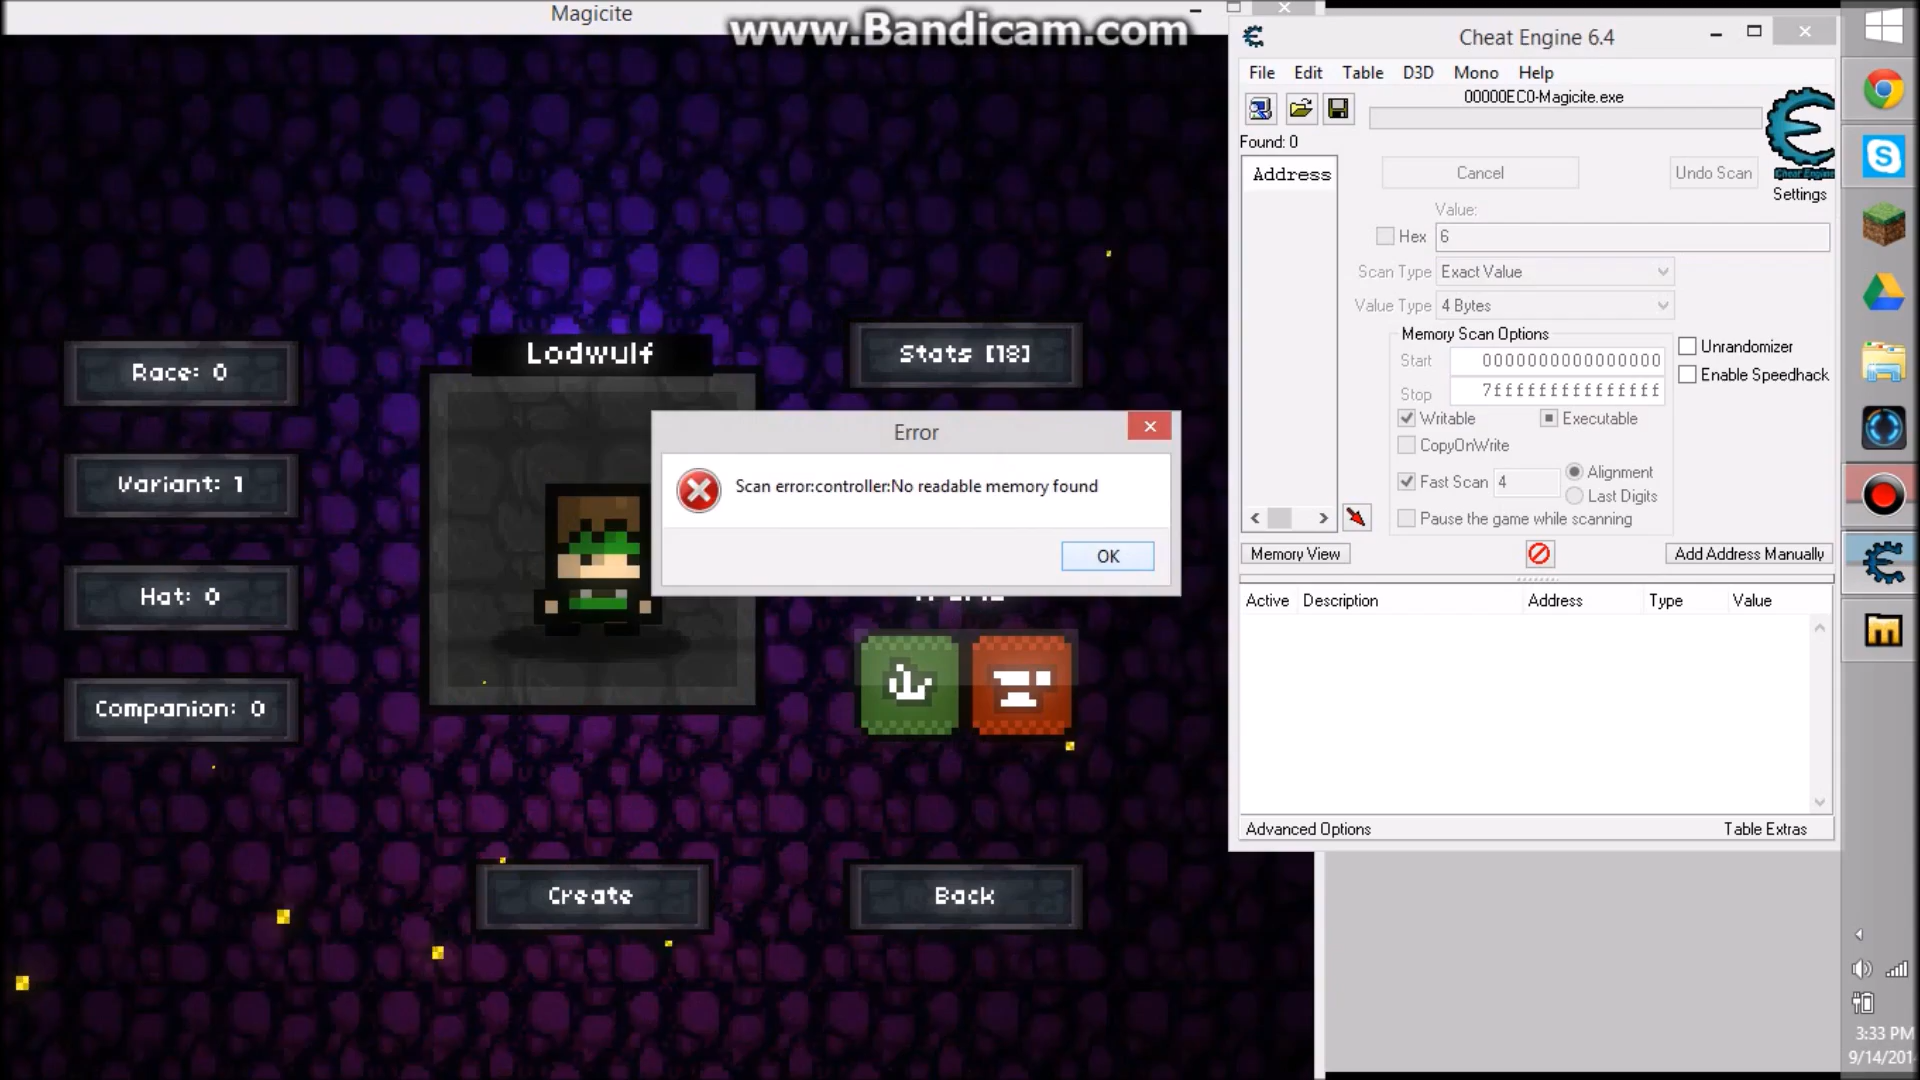 Magicite
www.Bandicam.com
Race: 0
Variant: 1
Hat: 0
Companion: 0
Lodwulf
Stats [18]
Create
Back
Error
Scan error:controller:No readable memory found
OK
Cheat Engine 6.4
File Edit Table D3D Mono Help
00000EC0-Magicite.exe
Found: 0
Address
Cancel
Undo Scan
Cheat Engine
Settings
Value:
Hex 6
Scan Type Exact Value
Value Type 4 Bytes
Memory Scan Options
Start 0000000000000000
Stop 7fffffffffffffff
Unrandomizer
Enable Speedhack
Writable Executable
CopyOnWrite
Fast Scan 4 Alignment
Last Digits
Pause the game while scanning
Memory View
Add Address Manually
Active Description Address Type Value
Advanced Options
Table Extras
3:33 PM
9/14/201